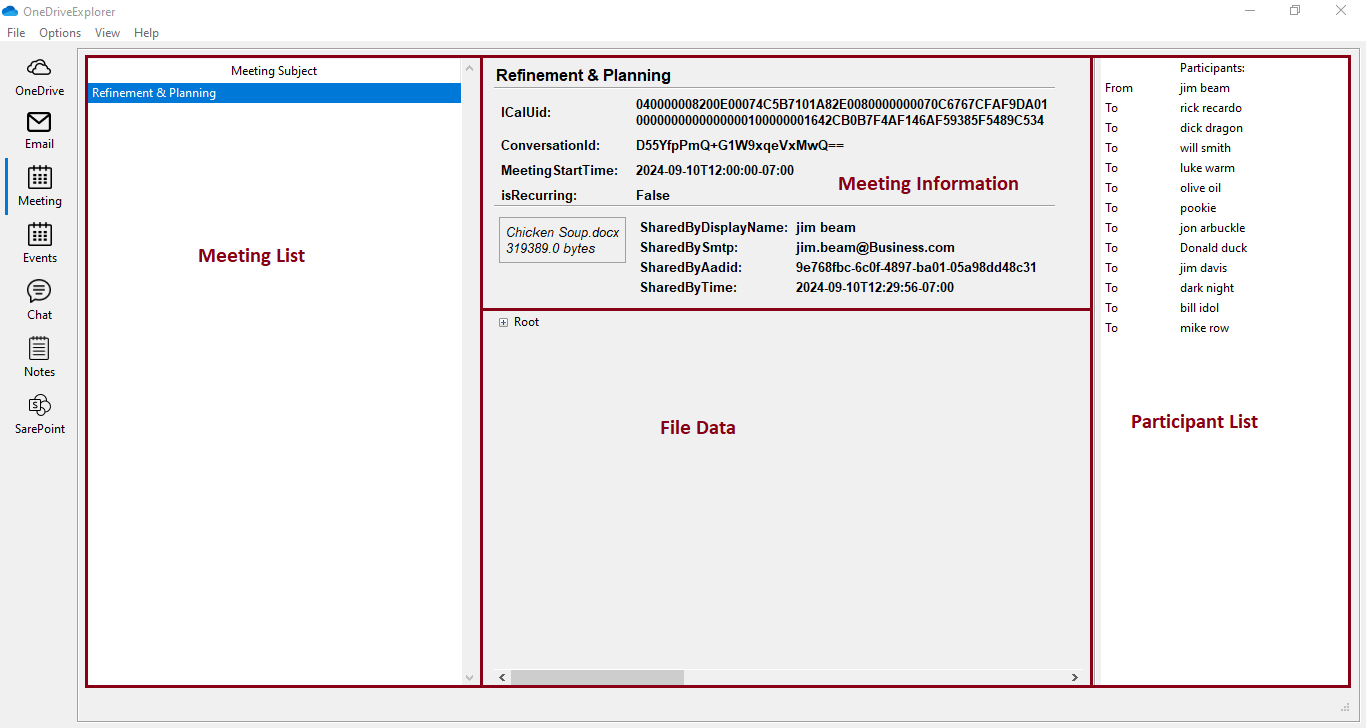 OneDriveExplorer
File Options View Help
OneDrive
Email
Meeting
Events
Chat
Notes
SarePoint
Meeting Subject
Refinement & Planning
Meeting List
Refinement & Planning
ICalUid:
040000008200E00074C5B7101A82E0080000000070C6767CFAF9DA01
0000000000000000100000001642CB0B7F4AF146AF59385F5489C534
ConversationId: D55YfpPmQ+G1W9xqeVxMwQ==
MeetingStartTime: 2024-09-10T12:00:00-07:00
isRecurring: False
Meeting Information
Chicken Soup.docx
319389.0 bytes
SharedByDisplayName: jim beam
SharedBySmtp: jim.beam@Business.com
SharedByAadid: 9e768fbc-6c0f-4897-ba01-05a98dd48c31
SharedByTime: 2024-09-10T12:29:56-07:00
Root
File Data
Participants:
From jim beam
To rick recardo
To dick dragon
To will smith
To luke warm
To olive oil
To pookie
To jon arbuckle
To Donald duck
To jim davis
To dark night
To bill idol
To mike row
Participant List